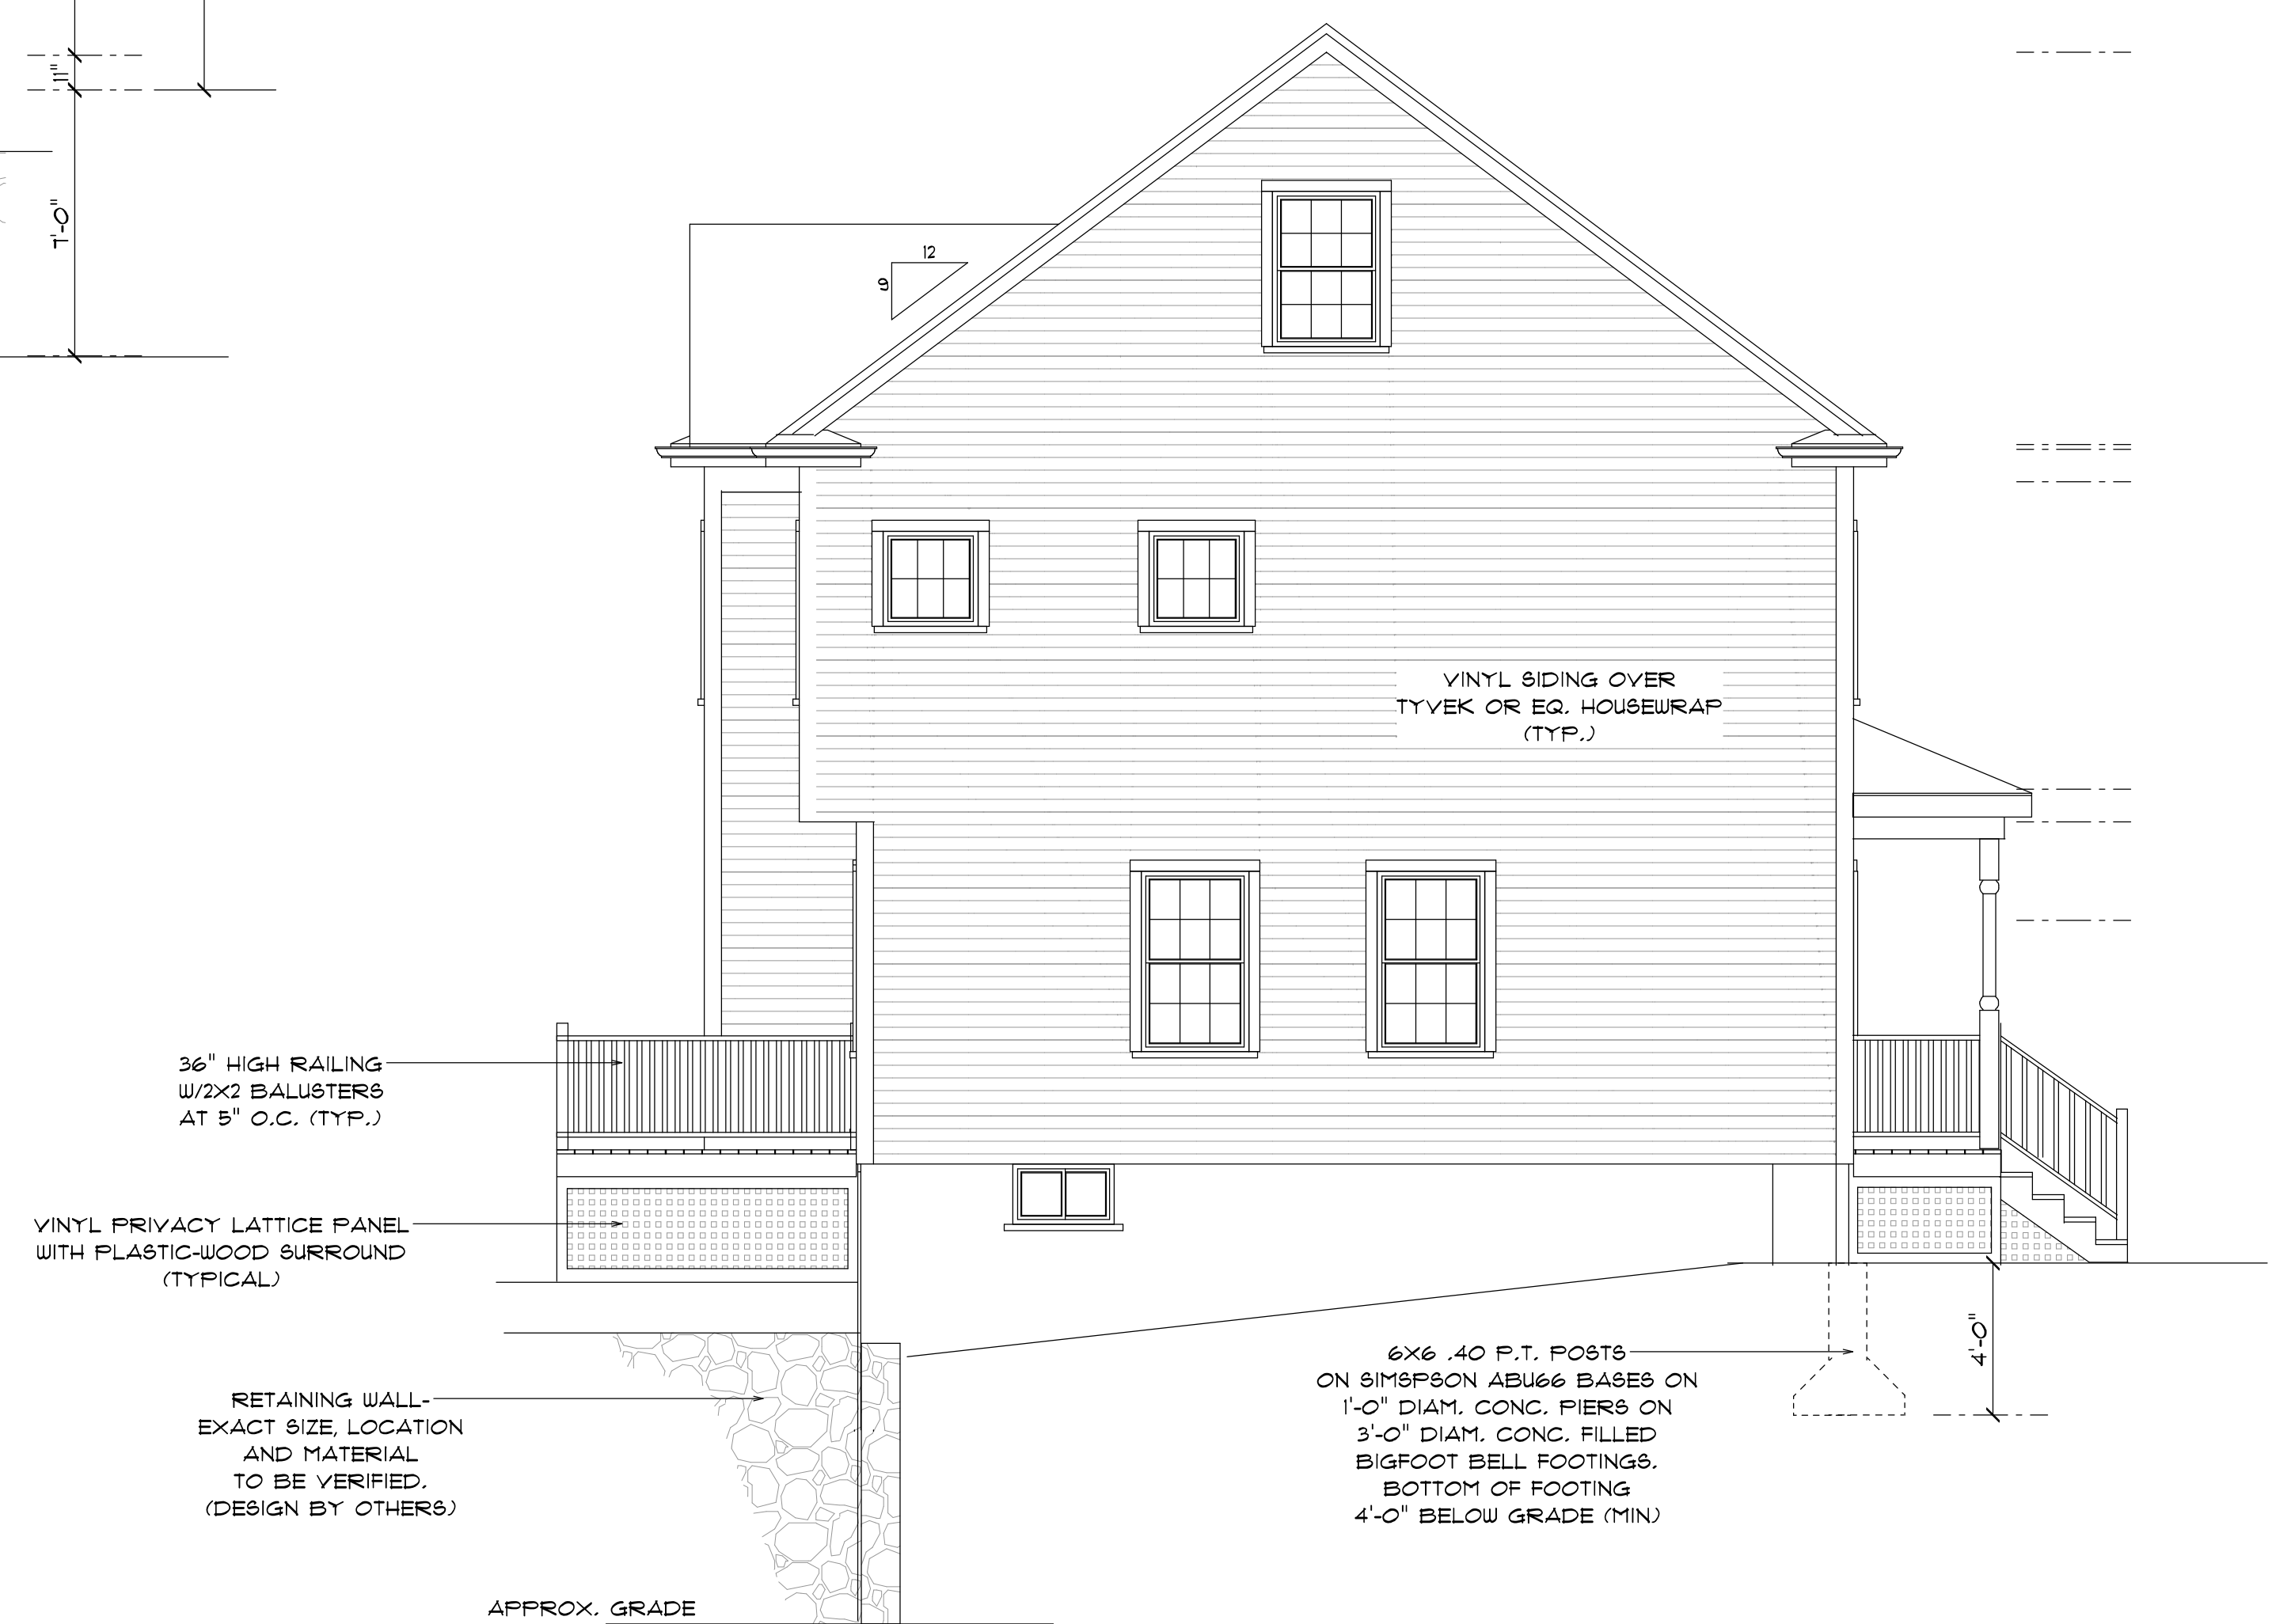 11"
7'-0"
12
9
VINYL SIDING OVER
TYVEK OR EQ. HOUSEWRAP
(TYP.)
36" HIGH RAILING
W/2X2 BALUSTERS
AT 5" O.C. (TYP.)
VINYL PRIVACY LATTICE PANEL
WITH PLASTIC-WOOD SURROUND
(TYPICAL)
RETAINING WALL-
EXACT SIZE, LOCATION
AND MATERIAL
TO BE VERIFIED.
(DESIGN BY OTHERS)
6X6 .40 P.T. POSTS
ON SIMSPSON ABU66 BASES ON
1'-0" DIAM. CONC. PIERS ON
3'-0" DIAM. CONC. FILLED
BIGFOOT BELL FOOTINGS.
BOTTOM OF FOOTING
4'-0" BELOW GRADE (MIN)
4'-0"
APPROX. GRADE